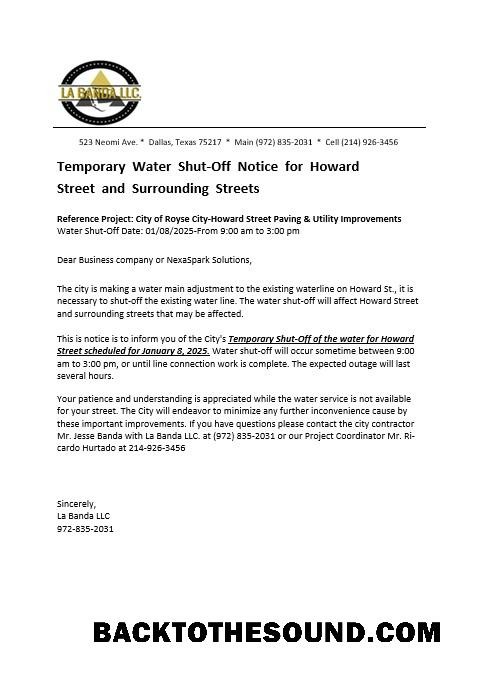 LA BANDA LLC.
523 Neomi Ave. * Dallas, Texas 75217 * Main (972) 835-2031 * Cell (214) 926-3456
Temporary Water Shut-Off Notice for Howard
Street and Surrounding Streets
Reference Project: City of Royse City-Howard Street Paving & Utility Improvements
Water Shut-Off Date: 01/08/2025-From 9:00 am to 3:00 pm
Dear Business company or NexaSpark Solutions,
The city is making a water main adjustment to the existing waterline on Howard St., it is
necessary to shut-off the existing water line. The water shut-off will affect Howard Street
and surrounding streets that may be affected.
This is notice is to inform you of the City's Temporary Shut-Off of the water for Howard
Street scheduled for January 8, 2025. Water shut-off will occur sometime between 9:00
am to 3:00 pm, or until line connection work is complete. The expected outage will last
several hours.
Your patience and understanding is appreciated while the water service is not available
for your street. The City will endeavor to minimize any further inconvenience cause by
these important improvements. If you have questions please contact the city contractor
Mr. Jesse Banda with La Banda LLC. at (972) 835-2031 or our Project Coordinator Mr. Ri-
cardo Hurtado at 214-926-3456
Sincerely,
La Banda LLC
972-835-2031
BACKTOTHESOUND.COM